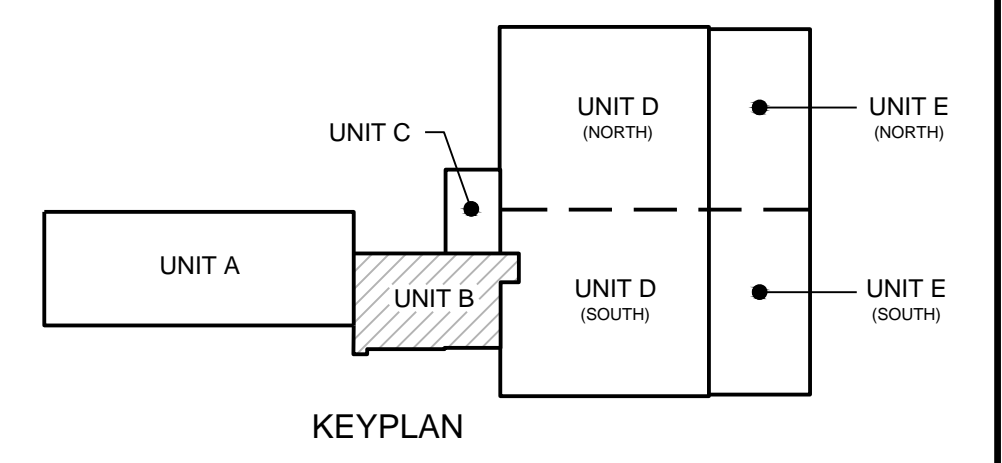 UNIT D
(NORTH)
UNIT E
(NORTH)
UNIT C
UNIT A
UNIT B
UNIT D
(SOUTH)
UNIT E
(SOUTH)
KEYPLAN